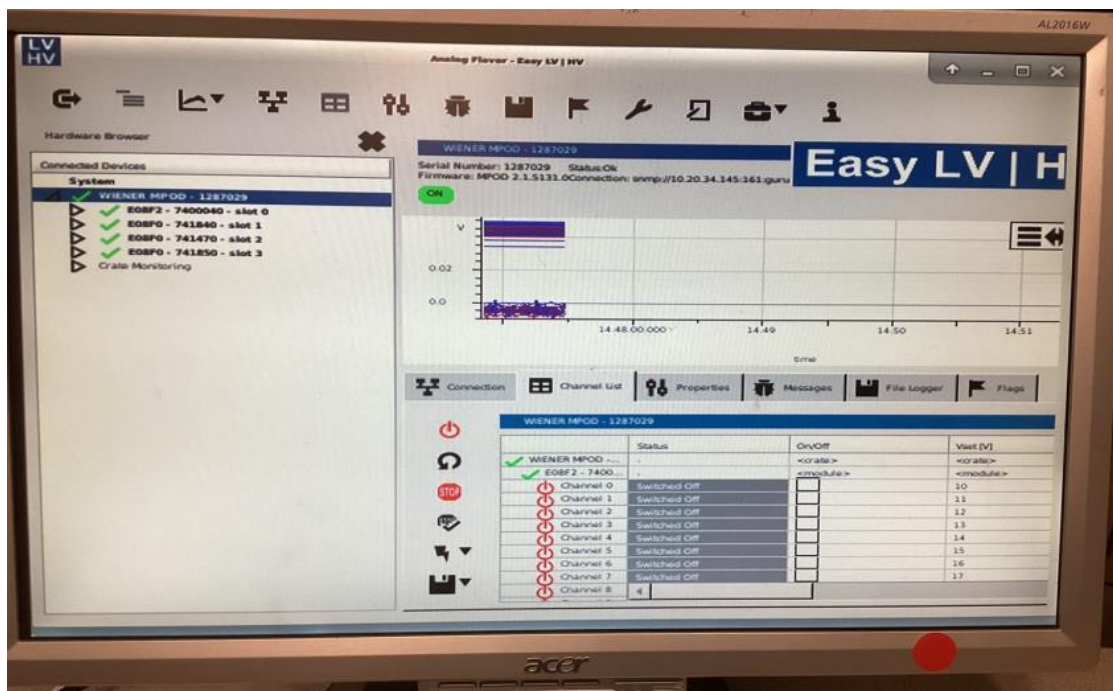 AL2016W
LV
HV
Analog Flavor - Easy LV | HV
Hardware Browser
Connected Devices
System
WIENER MPOD - 1287029
E08F2 - 7400040 - slot 0
E08F0 - 741840 - slot 1
E08F0 - 741470 - slot 2
E08F0 - 741850 - slot 3
Crate Monitoring
WIENER MPOD - 1287029
Serial Number: 1287029 Status:Ok
Firmware: MPOD 2.1.5131.0Connection: snmp://10.20.34.145:161:guru
Easy LV | H
ON
V
0.02
0.0
14.48.00.000 14.49 14.50 14.51
time
Connection Channel List Properties Messages File Logger Flags
WIENER MPOD - 1287029
Status On/Off Vset [V]
WIENER MPOD -... - <crate> <crate>
E08F2 - 7400... - <module> <module>
Channel 0 Switched Off 10
STOP
Channel 1 Switched Off 11
Channel 2 Switched Off 12
Channel 3 Switched Off 13
Channel 4 Switched Off 14
Channel 5 Switched Off 15
Channel 6 Switched Off 16
Channel 7 Switched Off 17
Channel 8
acer